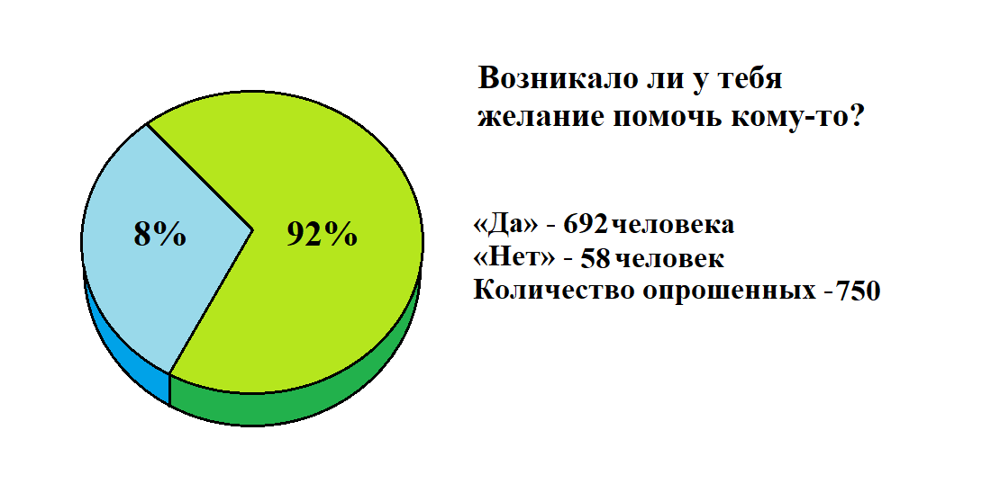 Возникало ли у тебя
желание помочь кому-то?
8%
92%
«Да» - 692 человека
«Нет» - 58 человек
Количество опрошенных -750